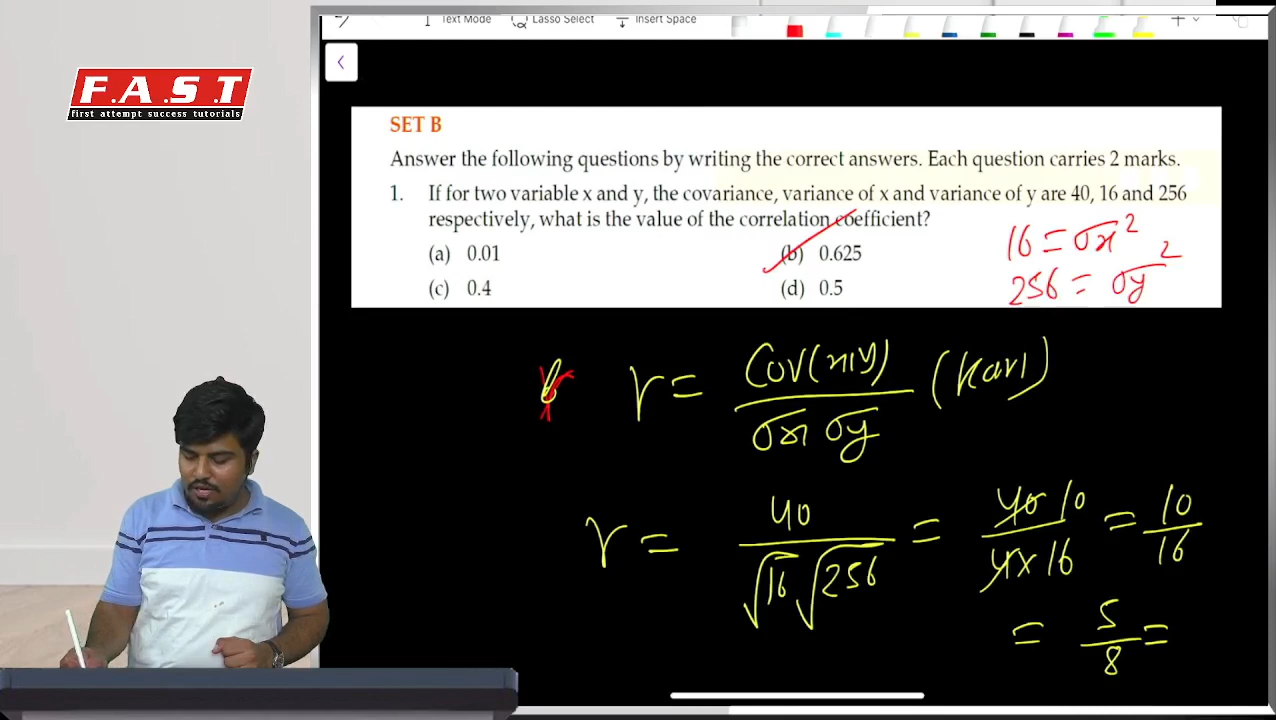 Text Mode Lasso Select Insert Space
F.A.S.T
first attempt success tutorials
SET B
Answer the following questions by writing the correct answers. Each question carries 2 marks.
1. If for two variable x and y, the covariance, variance of x and variance of y are 40, 16 and 256
respectively, what is the value of the correlation coefficient?
(a) 0.01 (b) 0.625
(c) 0.4 (d) 0.5
16 = σx²
256 = σy²
r = Cov(x,y) / σx σy (Karl)
r = 40 / √16 √256 = 40 10 / 4 x 16 = 10 / 16
= 5 / 8 =